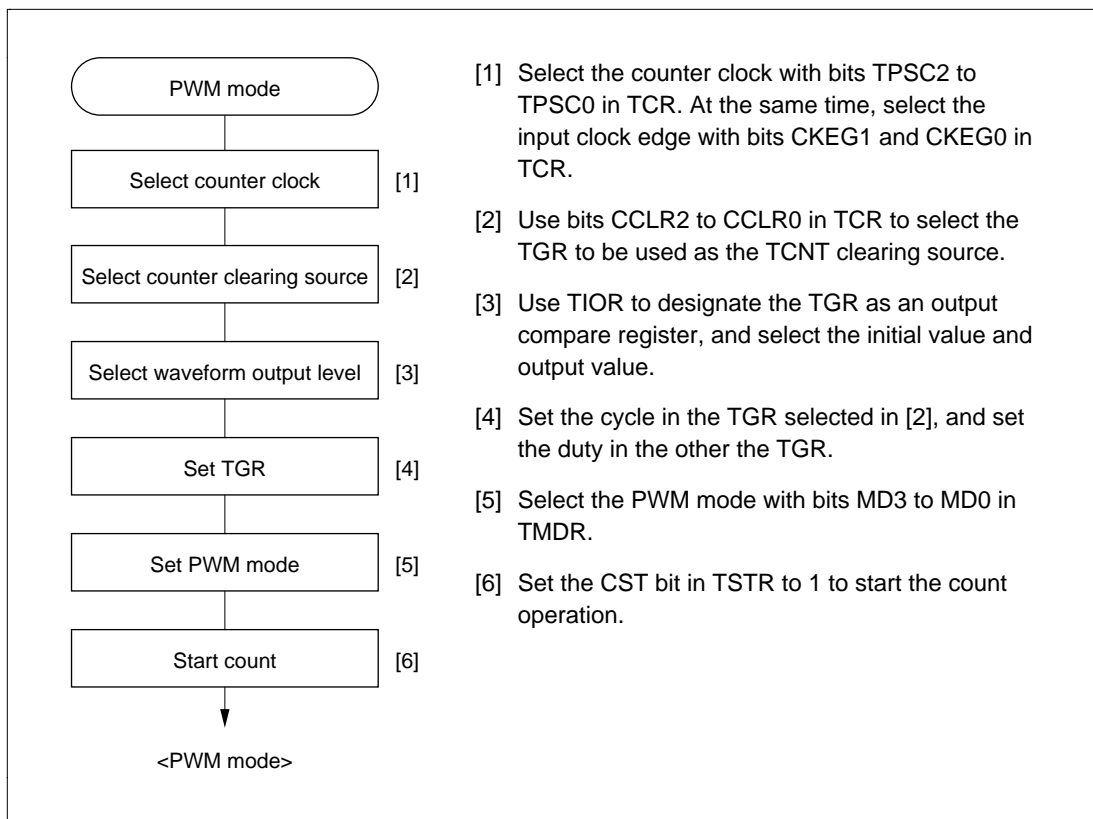 PWM mode
Select counter clock [1]
Select counter clearing source [2]
Select waveform output level [3]
Set TGR [4]
Set PWM mode [5]
Start count [6]
<PWM mode>
[1] Select the counter clock with bits TPSC2 to
TPSC0 in TCR. At the same time, select the
input clock edge with bits CKEG1 and CKEG0 in
TCR.
[2] Use bits CCLR2 to CCLR0 in TCR to select the
TGR to be used as the TCNT clearing source.
[3] Use TIOR to designate the TGR as an output
compare register, and select the initial value and
output value.
[4] Set the cycle in the TGR selected in [2], and set
the duty in the other the TGR.
[5] Select the PWM mode with bits MD3 to MD0 in
TMDR.
[6] Set the CST bit in TSTR to 1 to start the count
operation.